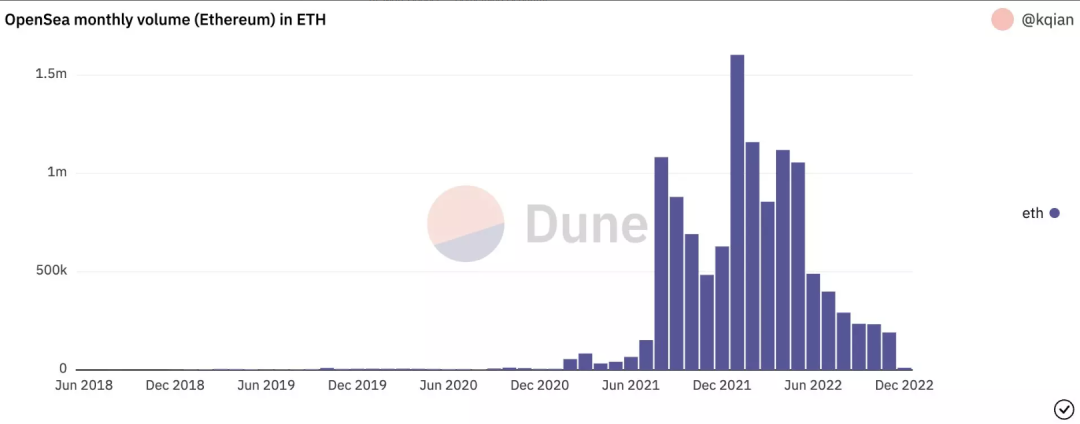 OpenSea monthly volume (Ethereum) in ETH
@kqian
1.5m
1m
500k
0
Dune
eth
Jun 2018 Dec 2018 Jun 2019 Dec 2019 Jun 2020 Dec 2020 Jun 2021 Dec 2021 Jun 2022 Dec 2022